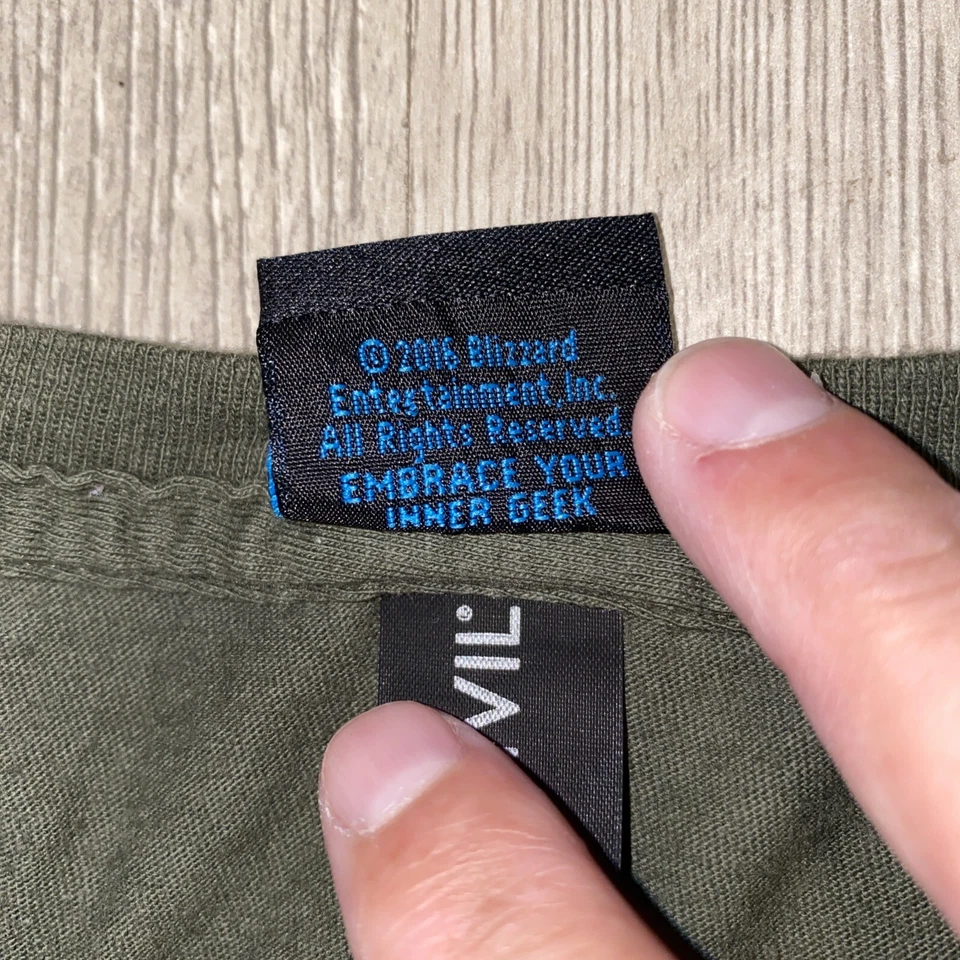 © 2016 Blizzard
Entertainment, Inc.
All Rights Reserved
EMBRACE YOUR
INNER GEEK
VIL®